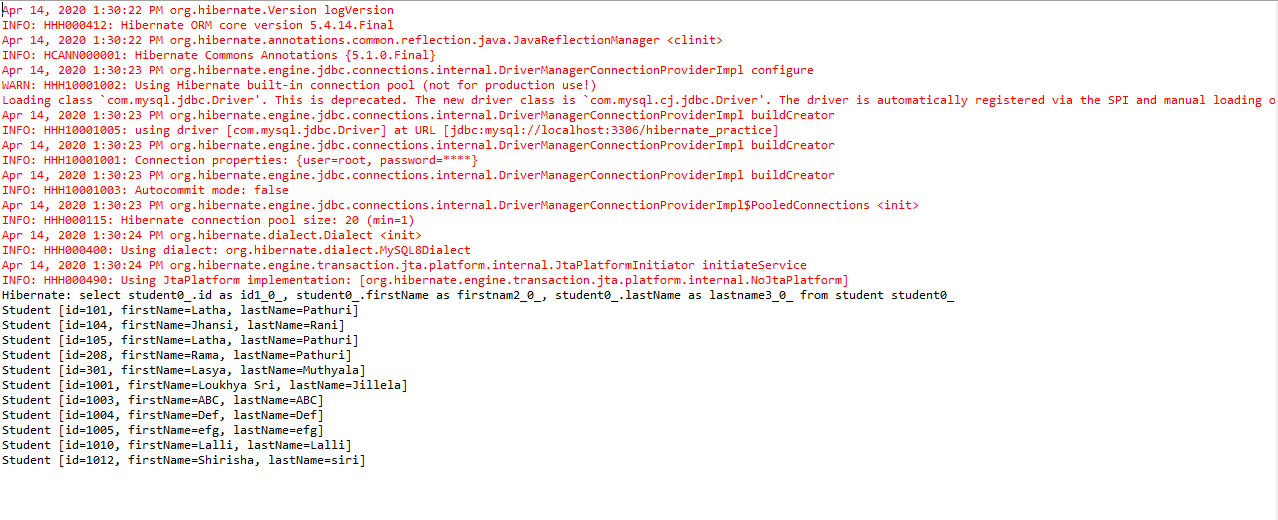 Apr 14, 2020 1:30:22 PM org.hibernate.Version logVersion
INFO: HHH000412: Hibernate ORM core version 5.4.14.Final
Apr 14, 2020 1:30:22 PM org.hibernate.annotations.common.reflection.java.JavaReflectionManager <clinit>
INFO: HCANN000001: Hibernate Commons Annotations {5.1.0.Final}
Apr 14, 2020 1:30:23 PM org.hibernate.engine.jdbc.connections.internal.DriverManagerConnectionProviderImpl configure
WARN: HHH10001002: Using Hibernate built-in connection pool (not for production use!)
Loading class `com.mysql.jdbc.Driver'. This is deprecated. The new driver class is `com.mysql.cj.jdbc.Driver'. The driver is automatically registered via the SPI and manual loading o
Apr 14, 2020 1:30:23 PM org.hibernate.engine.jdbc.connections.internal.DriverManagerConnectionProviderImpl buildCreator
INFO: HHH10001005: using driver [com.mysql.jdbc.Driver] at URL [jdbc:mysql://localhost:3306/hibernate_practice]
Apr 14, 2020 1:30:23 PM org.hibernate.engine.jdbc.connections.internal.DriverManagerConnectionProviderImpl buildCreator
INFO: HHH10001001: Connection properties: {user=root, password=****}
Apr 14, 2020 1:30:23 PM org.hibernate.engine.jdbc.connections.internal.DriverManagerConnectionProviderImpl buildCreator
INFO: HHH10001003: Autocommit mode: false
Apr 14, 2020 1:30:23 PM org.hibernate.engine.jdbc.connections.internal.DriverManagerConnectionProviderImpl$PooledConnections <init>
INFO: HHH000115: Hibernate connection pool size: 20 (min=1)
Apr 14, 2020 1:30:24 PM org.hibernate.dialect.Dialect <init>
INFO: HHH000400: Using dialect: org.hibernate.dialect.MySQL8Dialect
Apr 14, 2020 1:30:24 PM org.hibernate.engine.transaction.jta.platform.internal.JtaPlatformInitiator initiateService
INFO: HHH000490: Using JtaPlatform implementation: [org.hibernate.engine.transaction.jta.platform.internal.NoJtaPlatform]
Hibernate: select student0_.id as id1_0_, student0_.firstName as firstnam2_0_, student0_.lastName as lastname3_0_ from student student0_
Student [id=101, firstName=Latha, lastName=Pathuri]
Student [id=104, firstName=Jhansi, lastName=Rani]
Student [id=105, firstName=Latha, lastName=Pathuri]
Student [id=208, firstName=Rama, lastName=Pathuri]
Student [id=301, firstName=Lasya, lastName=Muthyala]
Student [id=1001, firstName=Loukhya Sri, lastName=Jillela]
Student [id=1003, firstName=ABC, lastName=ABC]
Student [id=1004, firstName=Def, lastName=Def]
Student [id=1005, firstName=efg, lastName=efg]
Student [id=1010, firstName=Lalli, lastName=Lalli]
Student [id=1012, firstName=Shirisha, lastName=siri]